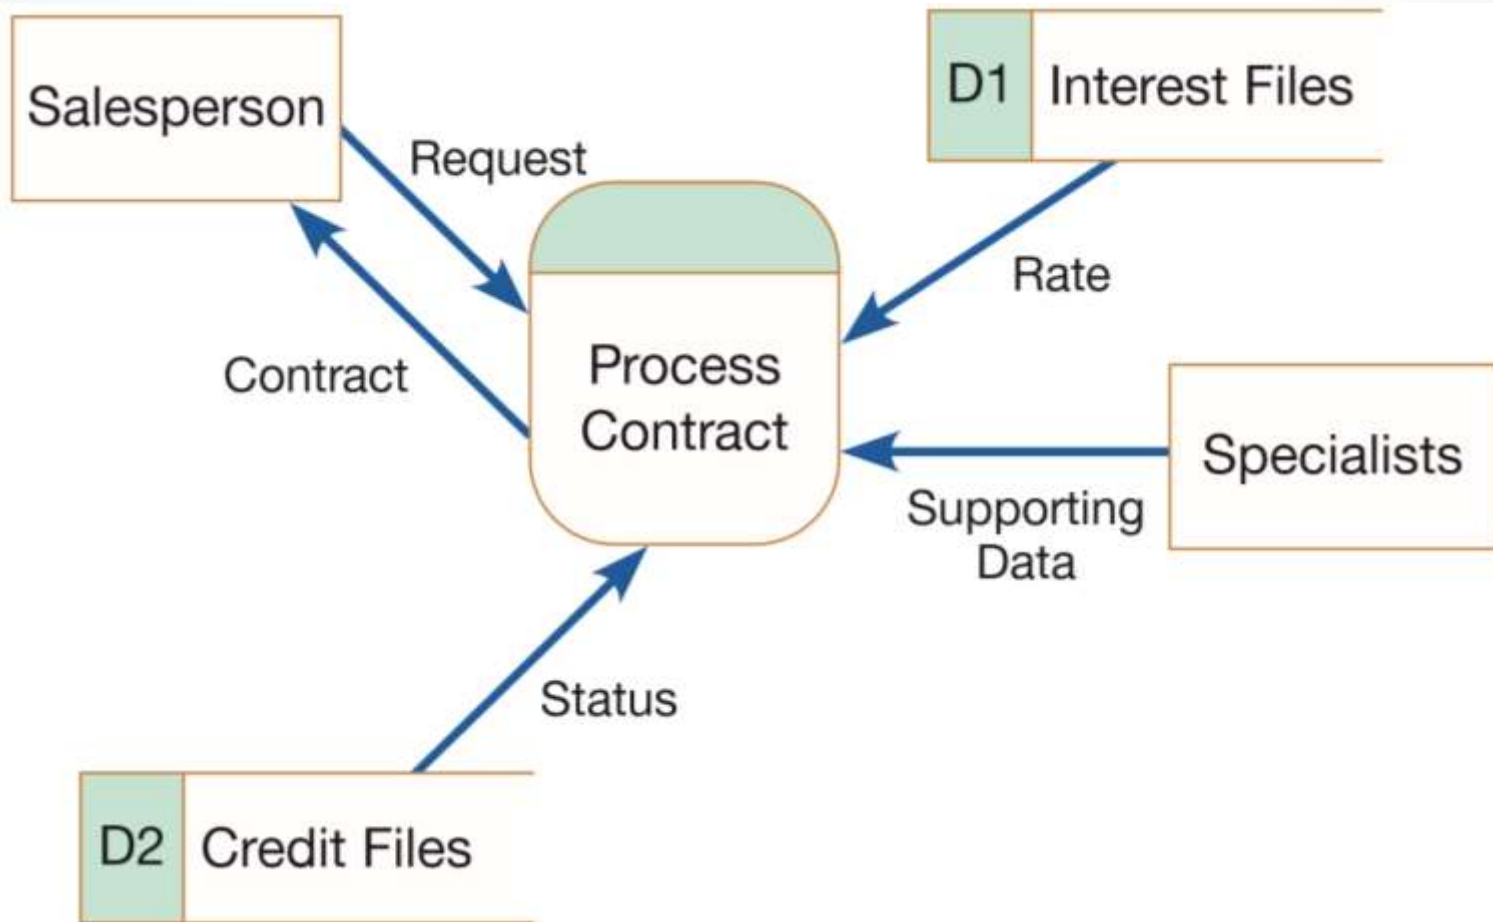 Salesperson
D1 Interest Files
Request
Rate
Contract
Process
Contract
Specialists
Supporting
Data
Status
D2 Credit Files